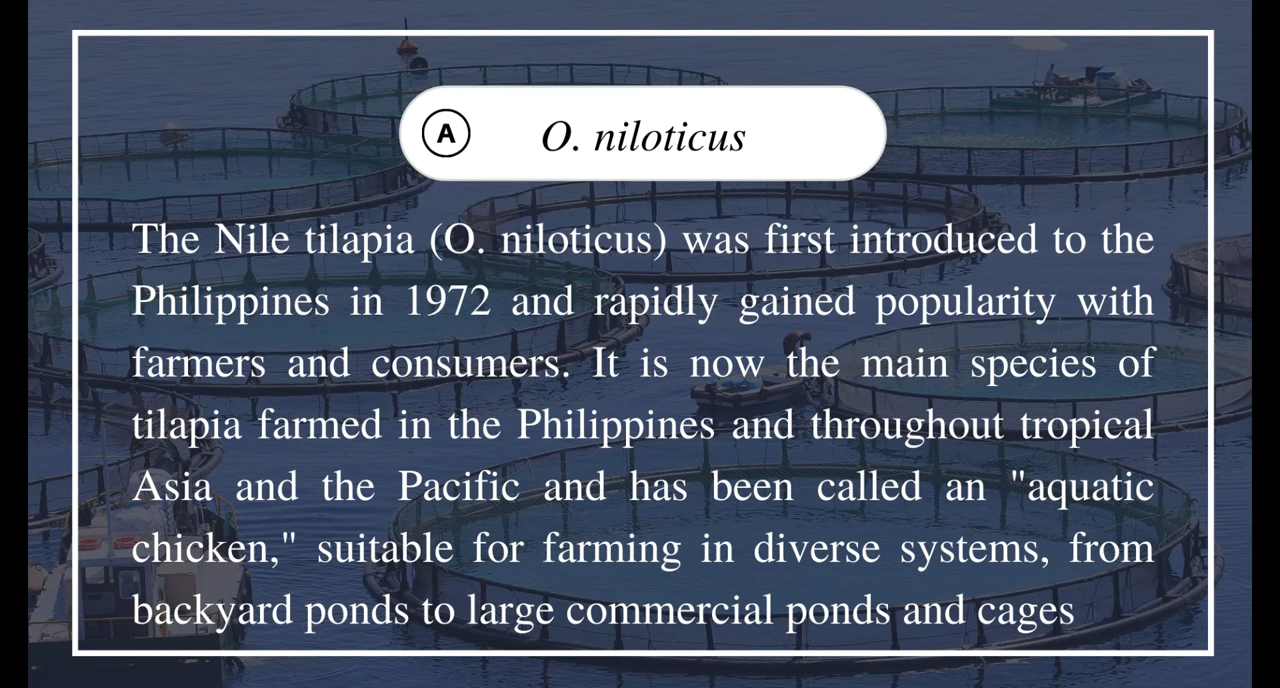 A O. niloticus
The Nile tilapia (O. niloticus) was first introduced to the
Philippines in 1972 and rapidly gained popularity with
farmers and consumers. It is now the main species of
tilapia farmed in the Philippines and throughout tropical
Asia and the Pacific and has been called an "aquatic
chicken," suitable for farming in diverse systems, from
backyard ponds to large commercial ponds and cages